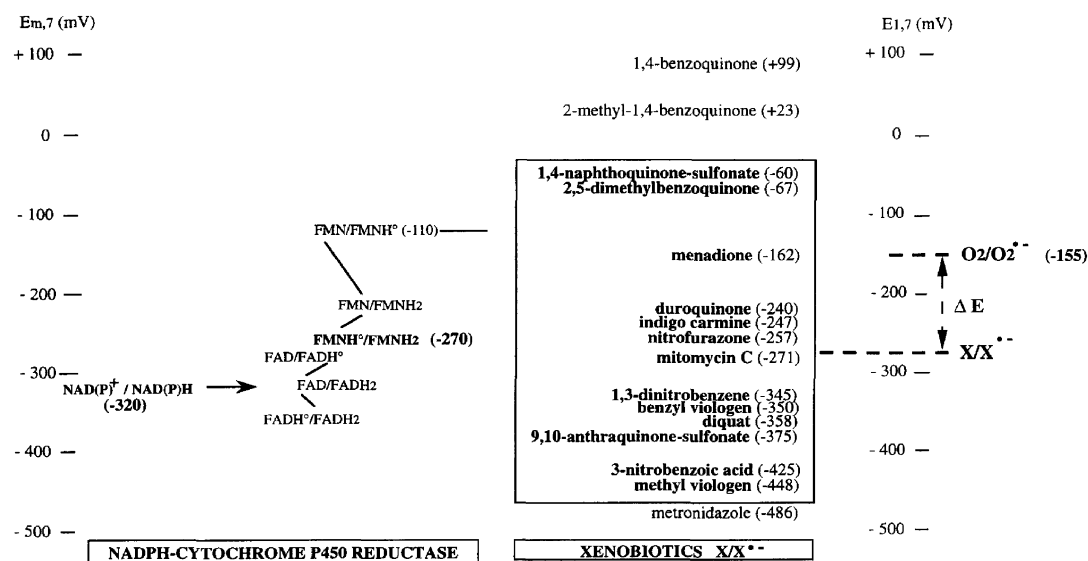 Em,7 (mV)
+ 100
0
- 100
- 200
- 300
- 400
- 500
FMN/FMNH° (-110)
FMN/FMNH2
FMNH°/FMNH2 (-270)
FAD/FADH°
NAD(P)+ / NAD(P)H
(-320)
FAD/FADH2
FADH°/FADH2
NADPH-CYTOCHROME P450 REDUCTASE
1,4-benzoquinone (+99)
2-methyl-1,4-benzoquinone (+23)
1,4-naphthoquinone-sulfonate (-60)
2,5-dimethylbenzoquinone (-67)
menadione (-162)
duroquinone (-240)
indigo carmine (-247)
nitrofurazone (-257)
mitomycin C (-271)
1,3-dinitrobenzene (-345)
benzyl viologen (-350)
diquat (-358)
9,10-anthraquinone-sulfonate (-375)
3-nitrobenzoic acid (-425)
methyl viologen (-448)
metronidazole (-486)
XENOBIOTICS X/X•-
E1,7 (mV)
+ 100
0
- 100
- 200
- 300
- 400
- 500
O2/O2•- (-155)
Δ E
X/X•-